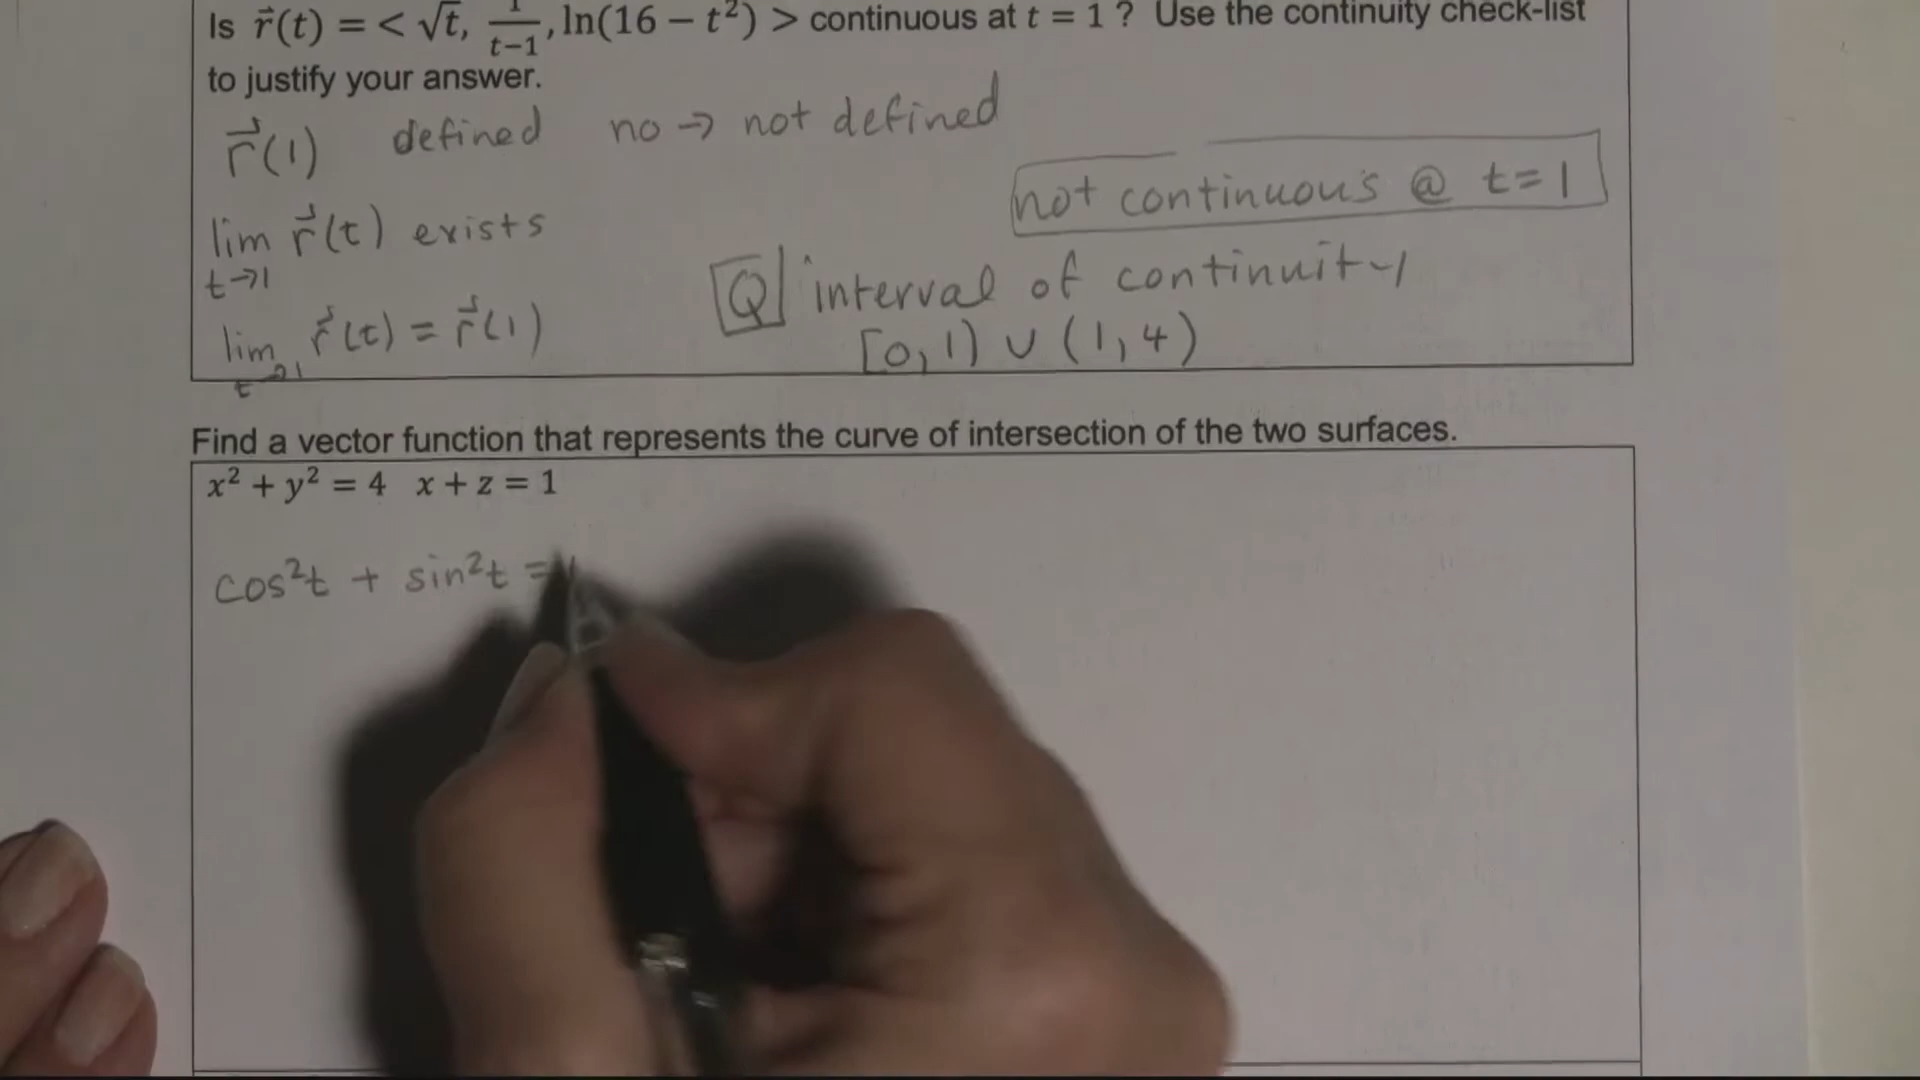 Is r⃗(t) = < √t, 1/(t−1), ln(16 − t²) > continuous at t = 1 ? Use the continuity check-list
to justify your answer.
r⃗(1) defined no → not defined
not continuous @ t=1
lim t→1 r⃗(t) exists
Q interval of continuity
lim t→1 r⃗(t) = r⃗(1)
[0,1) ∪ (1,4)
Find a vector function that represents the curve of intersection of the two surfaces.
x² + y² = 4 x + z = 1
cos²t + sin²t =